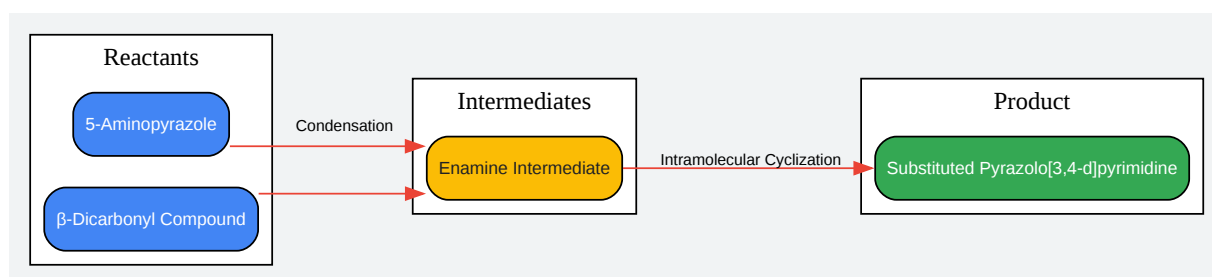 Reactants
5-Aminopyrazole
β-Dicarbonyl Compound
Condensation
Intermediates
Enamine Intermediate
Intramolecular Cyclization
Product
Substituted Pyrazolo[3,4-d]pyrimidine